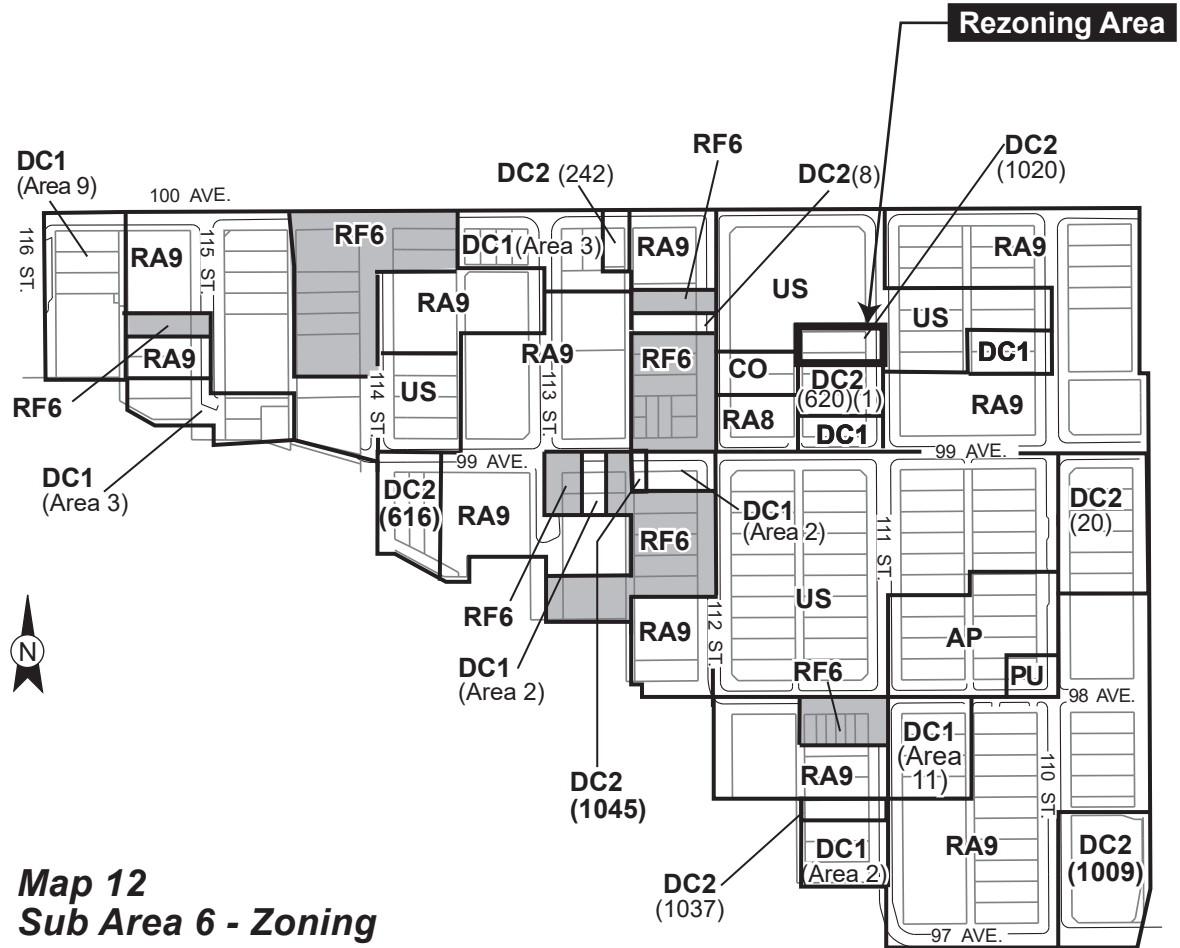 Rezoning Area
RF6
DC2
(1020)
DC1
(Area 9)
DC2 (242)
DC2(8)
100 AVE.
116 ST.
RA9
115 ST.
RF6
DC1(Area 3)
RA9
US
RA9
RA9
RA9
US
DC1
RF6
RA9
US
114 ST.
113 ST.
RF6
CO
DC2
(620)(1)
RA9
RA8
DC1
DC1
(Area 3)
99 AVE.
99 AVE.
DC2
(616)
RA9
DC1
(Area 2)
RF6
111 ST.
DC2
(20)
RF6
DC1
(Area 2)
RA9
112 ST.
US
AP
PU
RF6
98 AVE.
N
DC2
(1045)
RA9
DC1
(Area
11)
110 ST.
DC2
(1037)
DC1
(Area 2)
RA9
DC2
(1009)
97 AVE.
Map 12
Sub Area 6 - Zoning